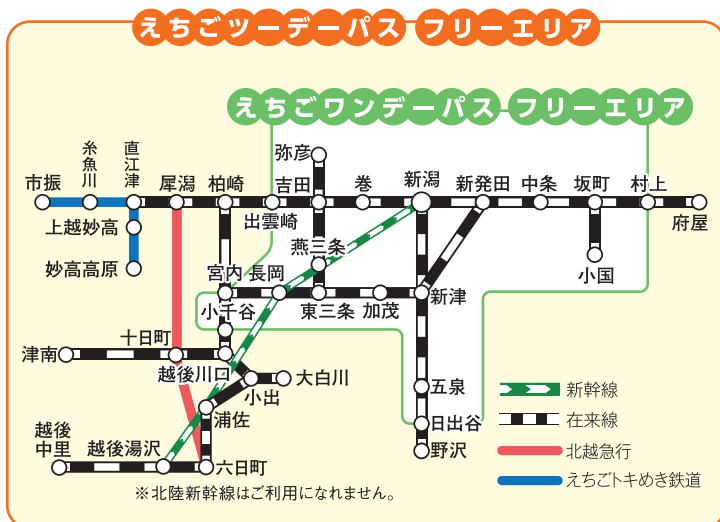 えちごツーデーパス フリーエリア
えちごワンデーパス フリーエリア
市振
糸魚川
直江津
犀潟
柏崎
出雲崎
吉田
弥彦
巻
新潟
新発田
中条
坂町
村上
府屋
上越妙高
妙高高原
燕三条
小国
宮内
長岡
小千谷
東三条
加茂
新津
十日町
津南
越後川口
大白川
小出
五泉
浦佐
日出谷
野沢
越後
中里
越後湯沢
六日町
新幹線
在来線
北越急行
えちごトキめき鉄道
※北陸新幹線はご利用になれません。